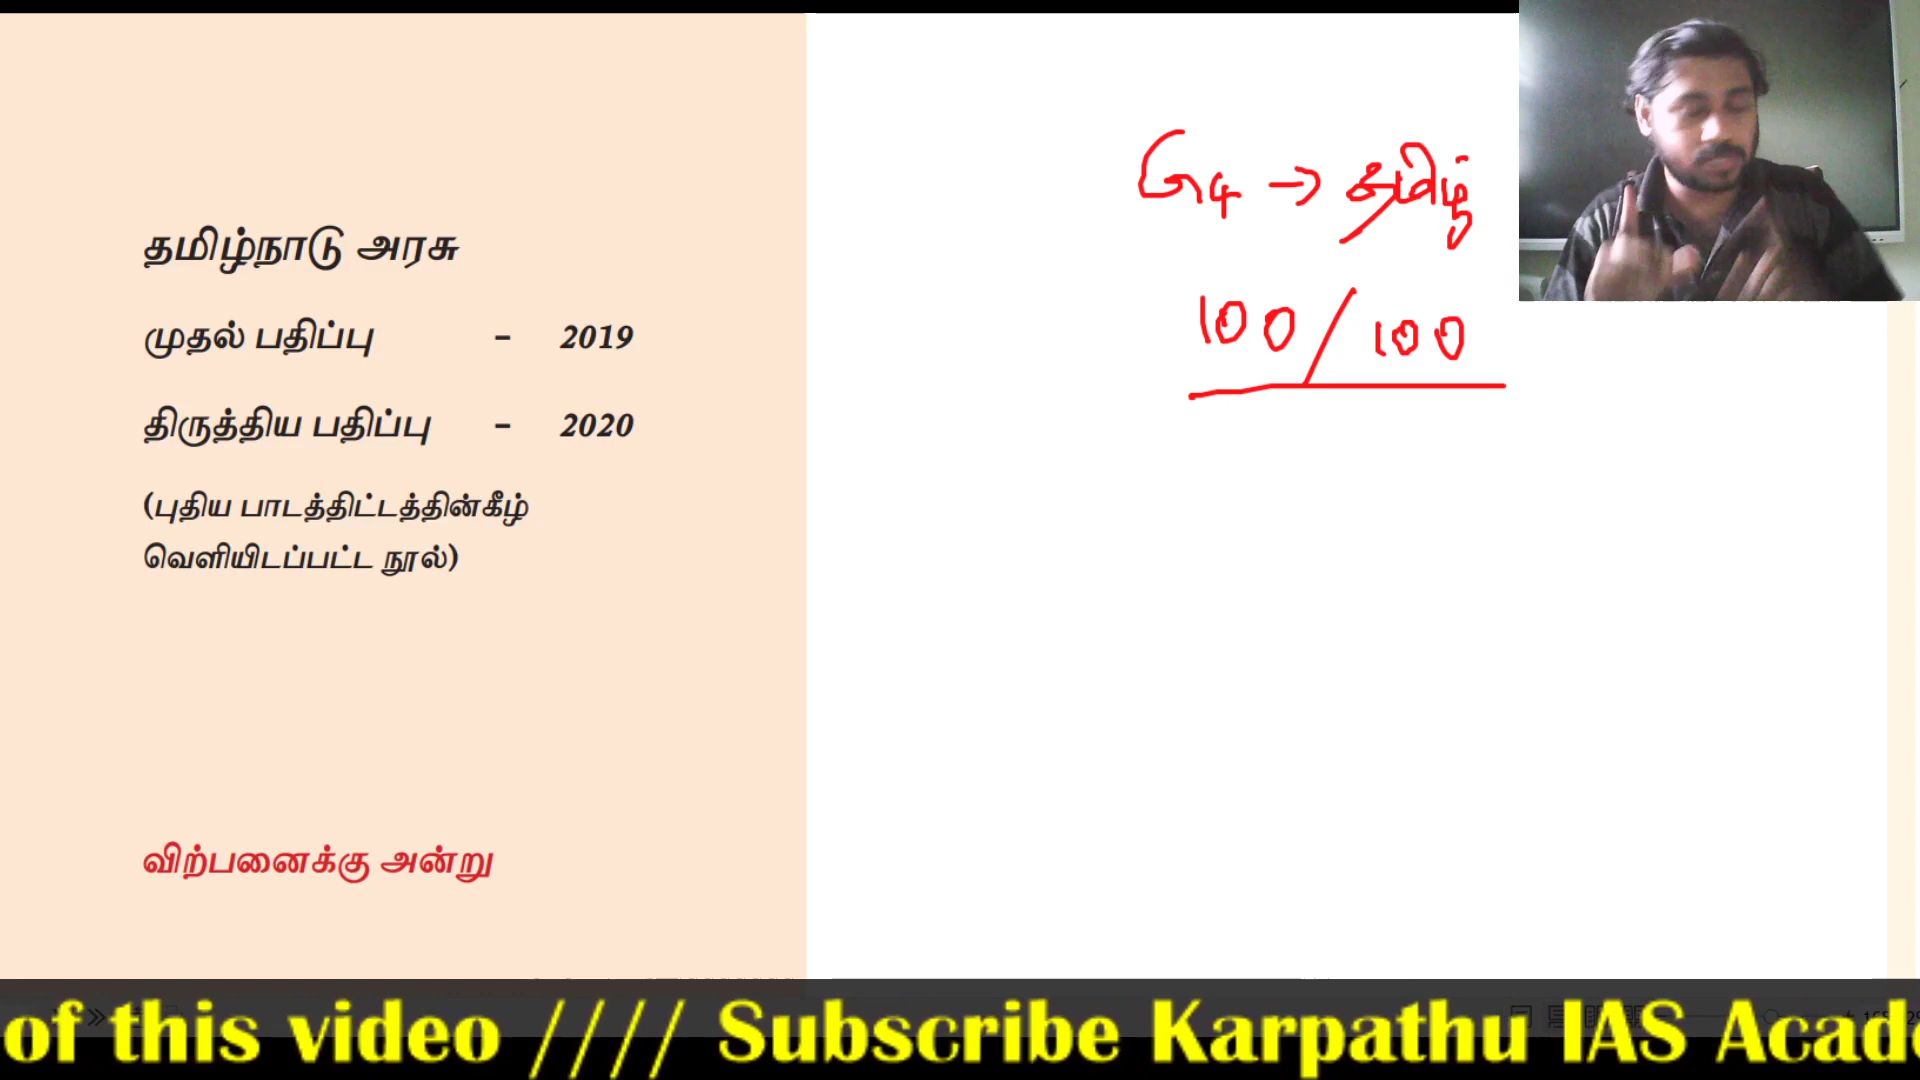 தமிழ்நாடு அரசு
முதல் பதிப்பு - 2019
திருத்திய பதிப்பு - 2020
(புதிய பாடத்திட்டத்தின்கீழ்
வெளியிடப்பட்ட நூல்)
விற்பனைக்கு அன்று
G4 → தமிழ்
100/100
of this video //// Subscribe Karpathu IAS